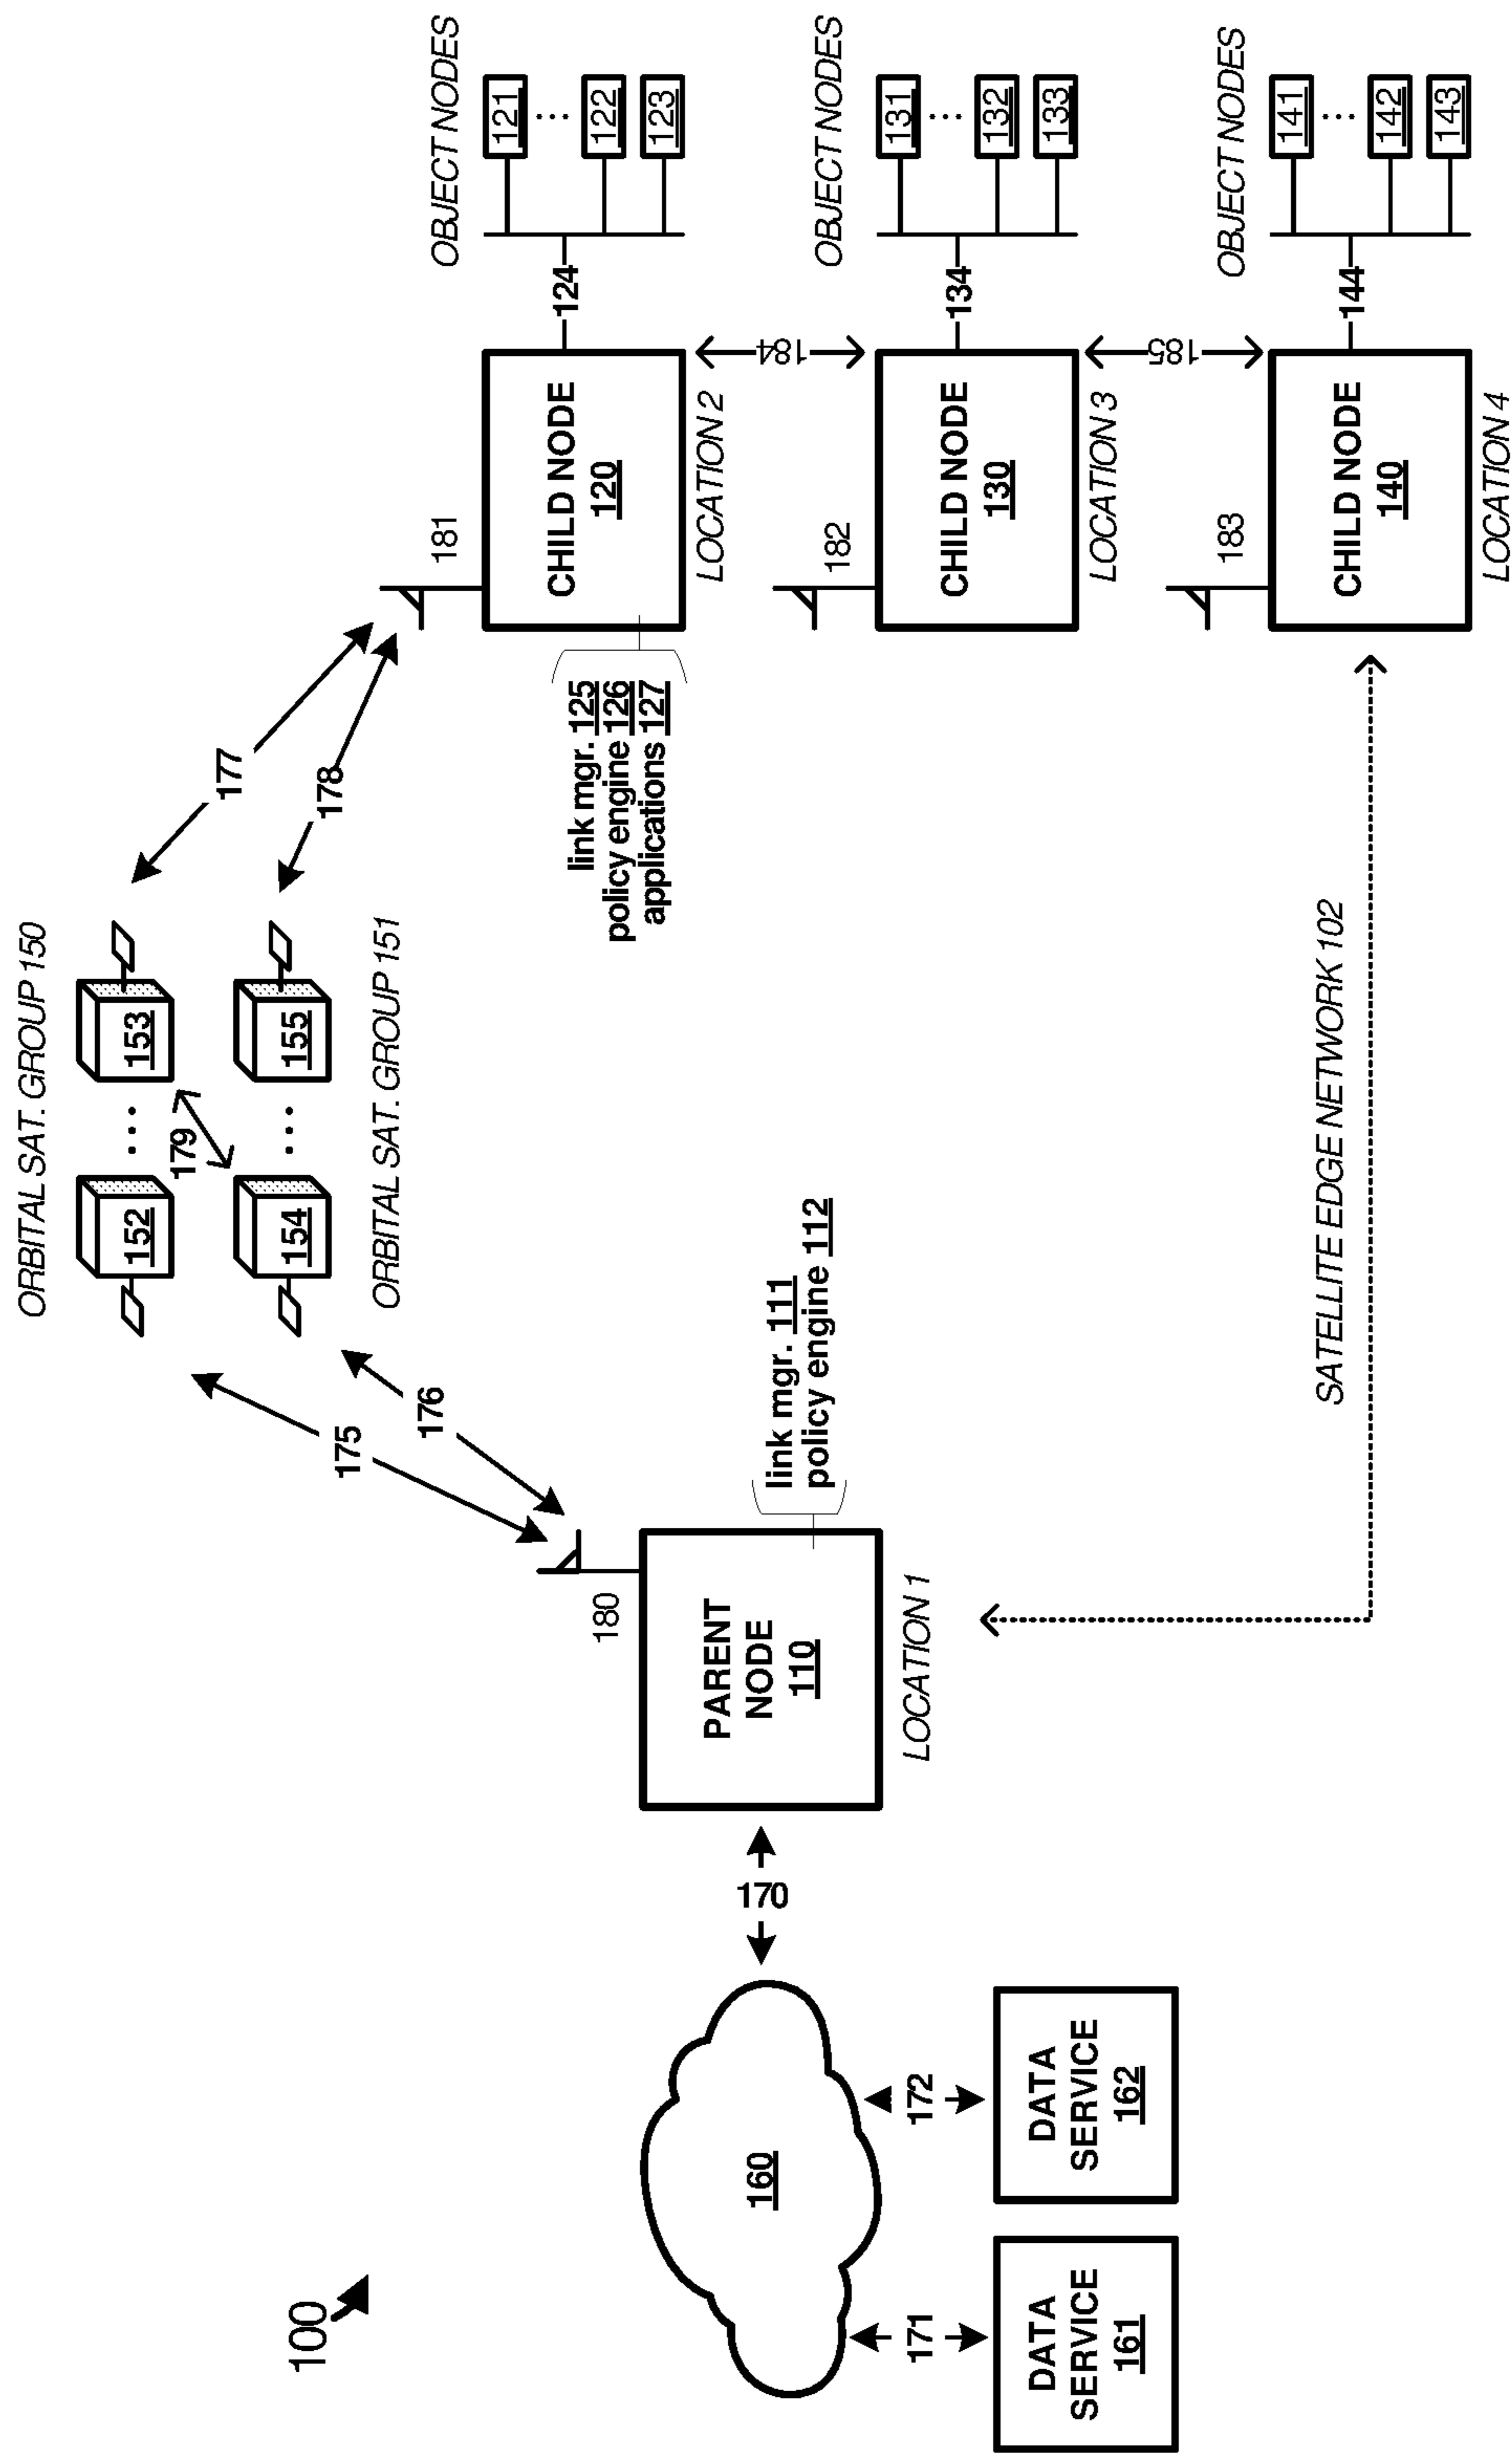 100
ORBITAL SAT. GROUP 150
152
...
153
179
154
...
155
ORBITAL SAT. GROUP 151
175
176
177
178
160
170
171
172
DATA
SERVICE
161
DATA
SERVICE
162
180
PARENT
NODE
110
LOCATION 1
link mgr. 111
policy engine 112
link mgr. 125
policy engine 126
applications 127
181
CHILD NODE
120
LOCATION 2
124
OBJECT NODES
121
...
122
123
184
182
CHILD NODE
130
LOCATION 3
134
OBJECT NODES
131
...
132
133
185
183
CHILD NODE
140
LOCATION 4
144
OBJECT NODES
141
...
142
143
SATELLITE EDGE NETWORK 102